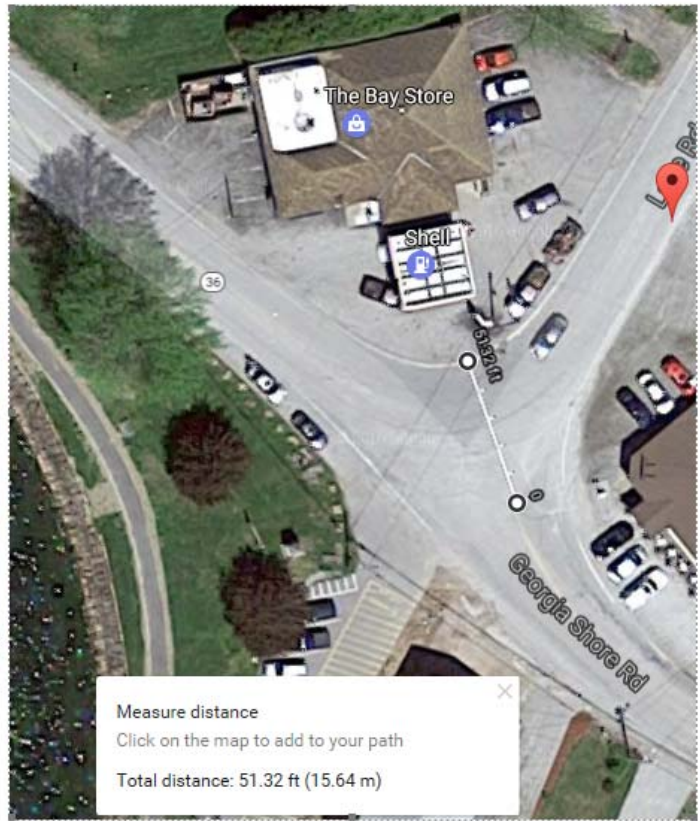 The Bay Store
Shell
36
51.32 ft
0
Georgia Shore Rd
Measure distance
Click on the map to add to your path
Total distance: 51.32 ft (15.64 m)